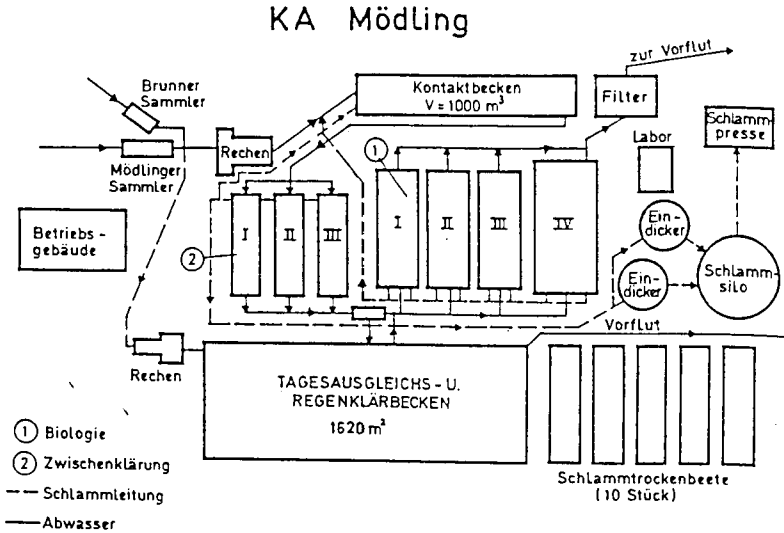 KA Mödling
zur Vorflut
Brunner
Sammler
Kontaktbecken
V = 1000 m³
Filter
Schlamm-
presse
Rechen
Labor
Mödlinger
Sammler
1
I
II
III
IV
Betriebs-
gebäude
I
II
III
2
Ein-
dicker
Ein-
dicker
Schlamm-
silo
Vorflut
Rechen
TAGESAUSGLEICHS - U.
REGENKLÄRBECKEN
1620 m²
1 Biologie
2 Zwischenklärung
Schlammleitung
Abwasser
Schlammtrockenbeete
(10 Stück)